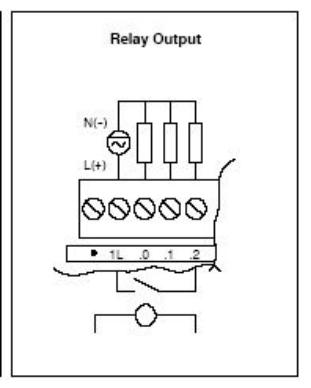 Relay Output
N(-)
L(+)
1L .0 .1 .2